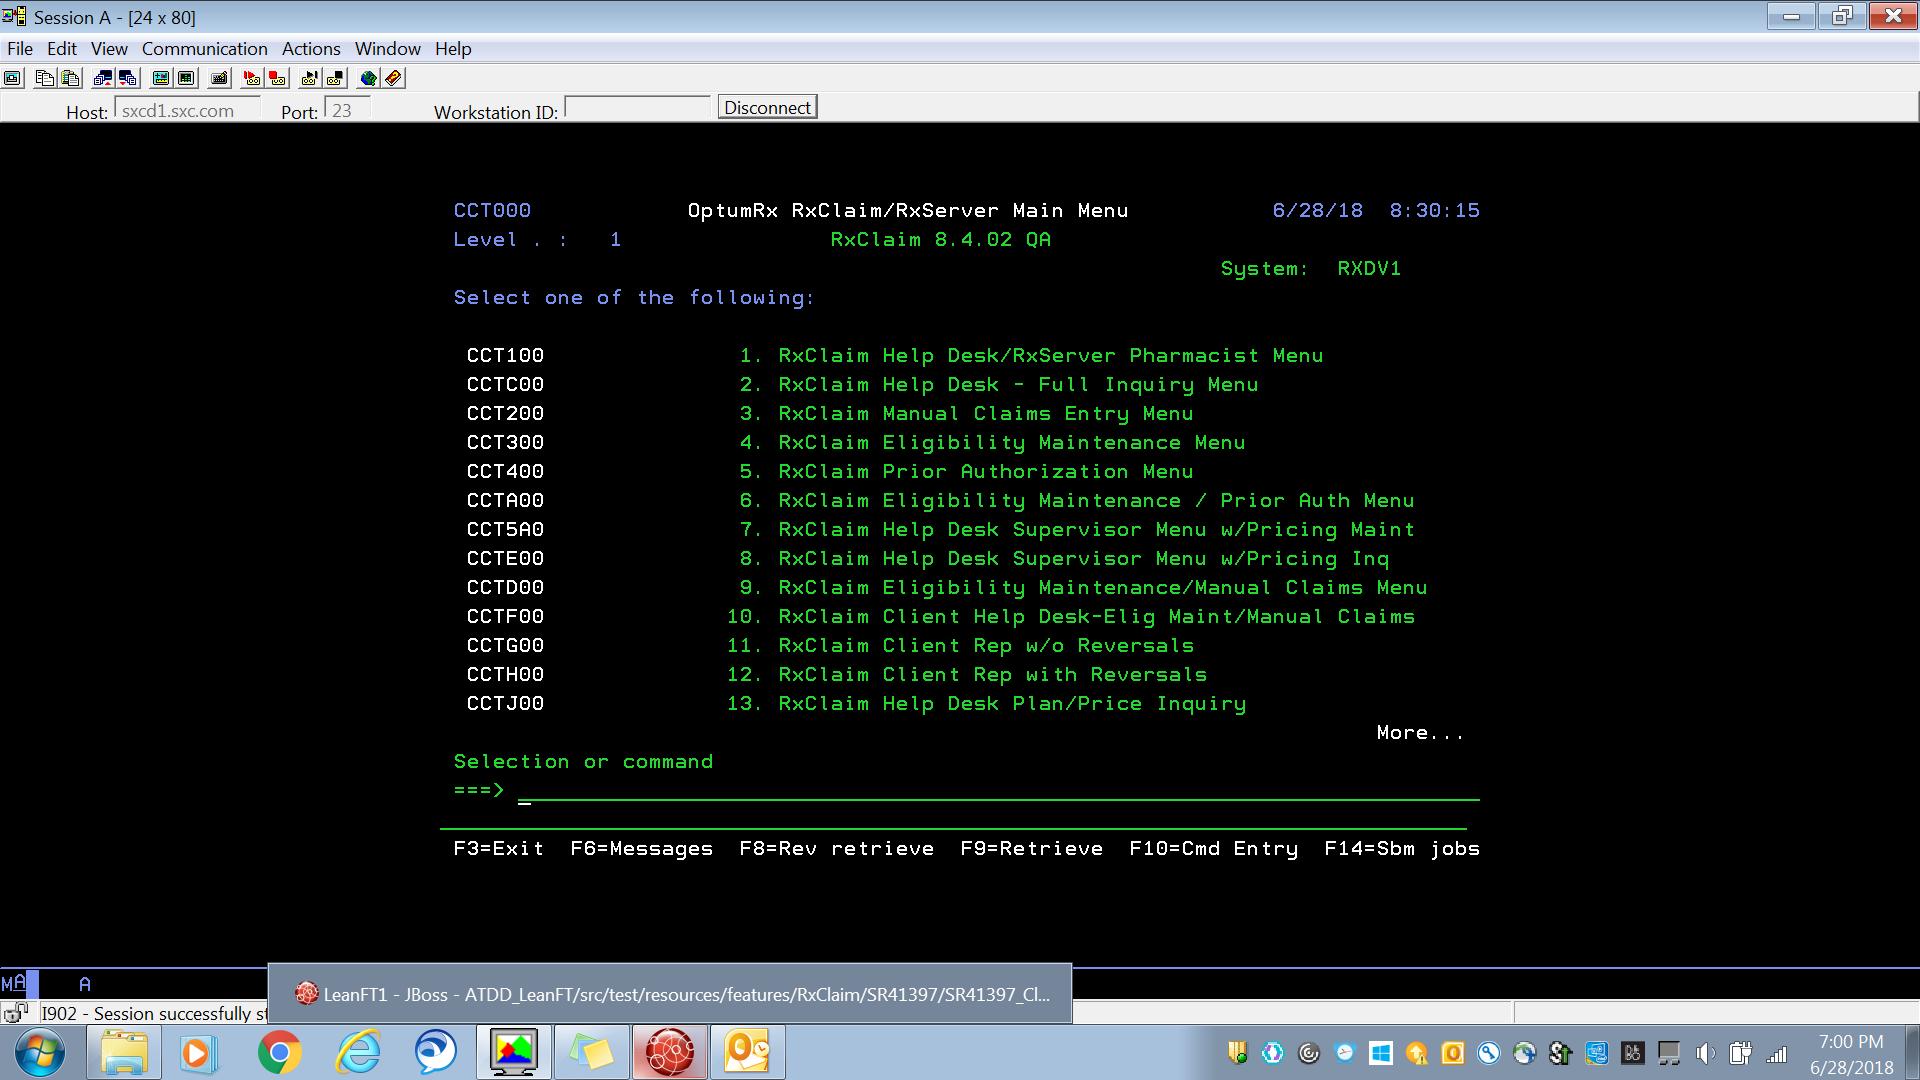 Session A - [24 x 80]
File Edit View Communication Actions Window Help
Host: sxcd1.sxc.com Port: 23 Workstation ID: Disconnect
CCT000 OptumRx RxClaim/RxServer Main Menu 6/28/18 8:30:15
Level . : 1 RxClaim 8.4.02 QA
System: RXDV1
Select one of the following:
CCT100 1. RxClaim Help Desk/RxServer Pharmacist Menu
CCTC00 2. RxClaim Help Desk - Full Inquiry Menu
CCT200 3. RxClaim Manual Claims Entry Menu
CCT300 4. RxClaim Eligibility Maintenance Menu
CCT400 5. RxClaim Prior Authorization Menu
CCTA00 6. RxClaim Eligibility Maintenance / Prior Auth Menu
CCT5A0 7. RxClaim Help Desk Supervisor Menu w/Pricing Maint
CCTE00 8. RxClaim Help Desk Supervisor Menu w/Pricing Inq
CCTD00 9. RxClaim Eligibility Maintenance/Manual Claims Menu
CCTF00 10. RxClaim Client Help Desk-Elig Maint/Manual Claims
CCTG00 11. RxClaim Client Rep w/o Reversals
CCTH00 12. RxClaim Client Rep with Reversals
CCTJ00 13. RxClaim Help Desk Plan/Price Inquiry
More...
Selection or command
===>
F3=Exit F6=Messages F8=Rev retrieve F9=Retrieve F10=Cmd Entry F14=Sbm jobs
MA A
LeanFT1 - JBoss - ATDD_LeanFT/src/test/resources/features/RxClaim/SR41397/SR41397_Cl...
I902 - Session successfully st
7:00 PM
6/28/2018